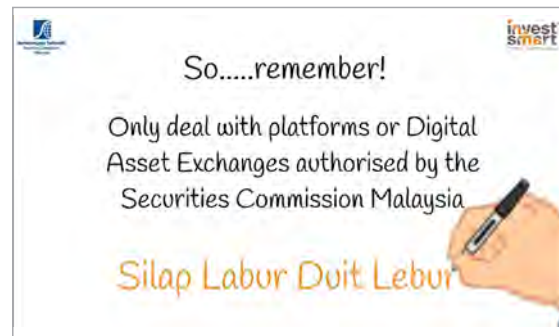 invest
smart
So.....remember!
Only deal with platforms or Digital
Asset Exchanges authorised by the
Securities Commission Malaysia
Silap Labur Duit Lebur